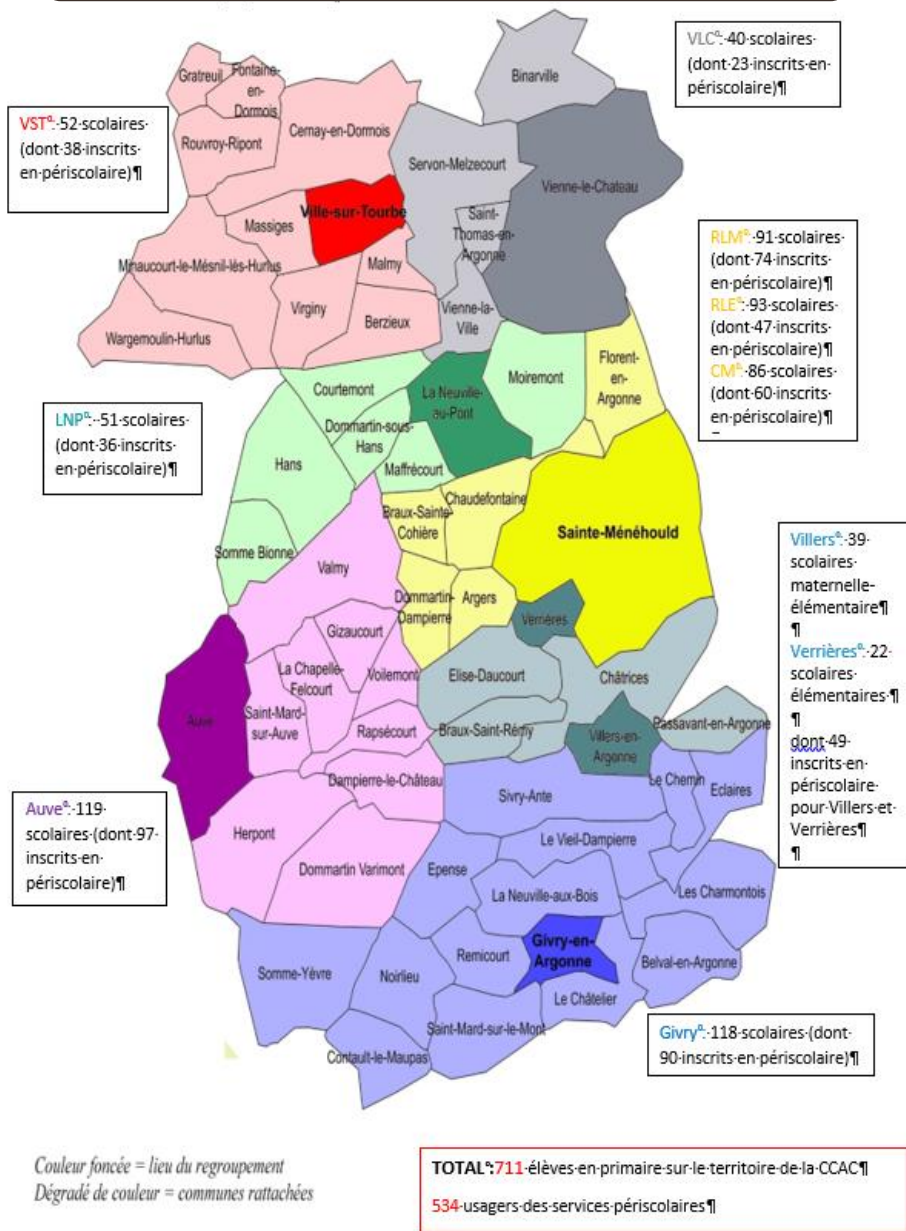 VLC°:·40·scolaires·
(dont·23·inscrits·en·
périscolaire)¶
VST°:·52·scolaires·
(dont·38·inscrits·
en·périscolaire)¶
Gratreuil
Fontaine-
en-
Dormois
Rouvroy-Ripont
Cernay-en-Dormois
Binarville
Servon-Melzecourt
Vienne-le-Chateau
Massiges
Ville-sur-Tourbe
Saint-
Thomas-en-
Argonne
Minaucourt-le-Mésnil-lés-Hurlus
Malmy
Virginy
Berzieux
Vienne-la-
Ville
Wargemoulin-Hurlus
RLM°:·91·scolaires·
(dont·74·inscrits·
en·périscolaire)¶
RLE°:·93·scolaires·
(dont·47·inscrits·
en·périscolaire)¶
CM°:·86·scolaires·
(dont·60·inscrits·
en·périscolaire)¶
LNP°:··51·scolaires·
(dont·36·inscrits·
en·périscolaire)¶
Courtemont
La Neuville-
au-Pont
Moiremont
Florent-
en-
Argonne
Dommartin-sous-
Hans
Hans
Maffrécourt
Somme Bionne
Braux-Sainte-
Cohière
Chaudefontaine
Sainte-Ménéhould
Valmy
Dommartin-
Dampierre
Argers
Verrières
Gizaucourt
La Chapelle-
Felcourt
Voilemont
Elise-Daucourt
Châtrices
Auve
Saint-Mard-
sur-Auve
Rapsécourt
Braux-Saint-Rémy
Villers-en-
Argonne
Passavant-en-Argonne
Dampierre-le-Château
Villers°:·39·
scolaires·
maternelle-
élémentaire¶
¶
Verrières°:·22·
scolaires·
élémentaires·¶
¶
dont·49·
inscrits·en·
périscolaire·
pour·Villers·et·
Verrières¶
¶
Auve°:·119·
scolaires·(dont·97·
inscrits·en·
périscolaire)¶
Sivry-Ante
Le Chemin
Eclaires
Herpont
Le Vieil-Dampierre
Dommartin Varimont
Epense
La Neuville-aux-Bois
Les Charmontois
Givry-en-
Argonne
Somme-Yèvre
Noirlieu
Remicourt
Belval-en-Argonne
Le Châtelier
Saint-Mard-sur-le-Mont
Contault-le-Maupas
Givry°:·118·scolaires·(dont·
90·inscrits·en·périscolaire)¶
Couleur foncée = lieu du regroupement
Dégradé de couleur = communes rattachées
TOTAL°:711·élèves·en·primaire·sur·le·territoire·de·la·CCAC¶
534·usagers·des·services·périscolaires¶